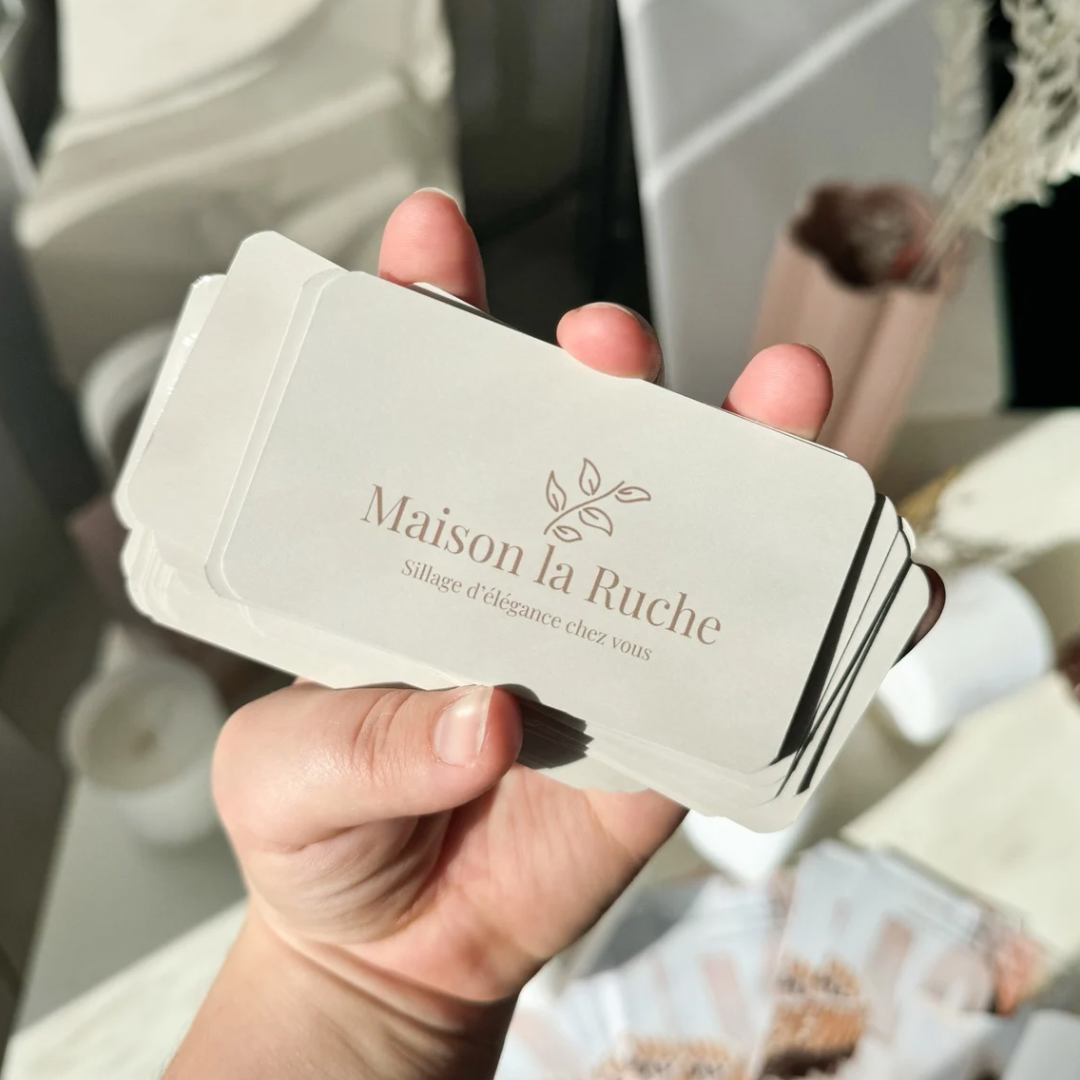 Maison la Ruche
Sillage d'élégance chez vous